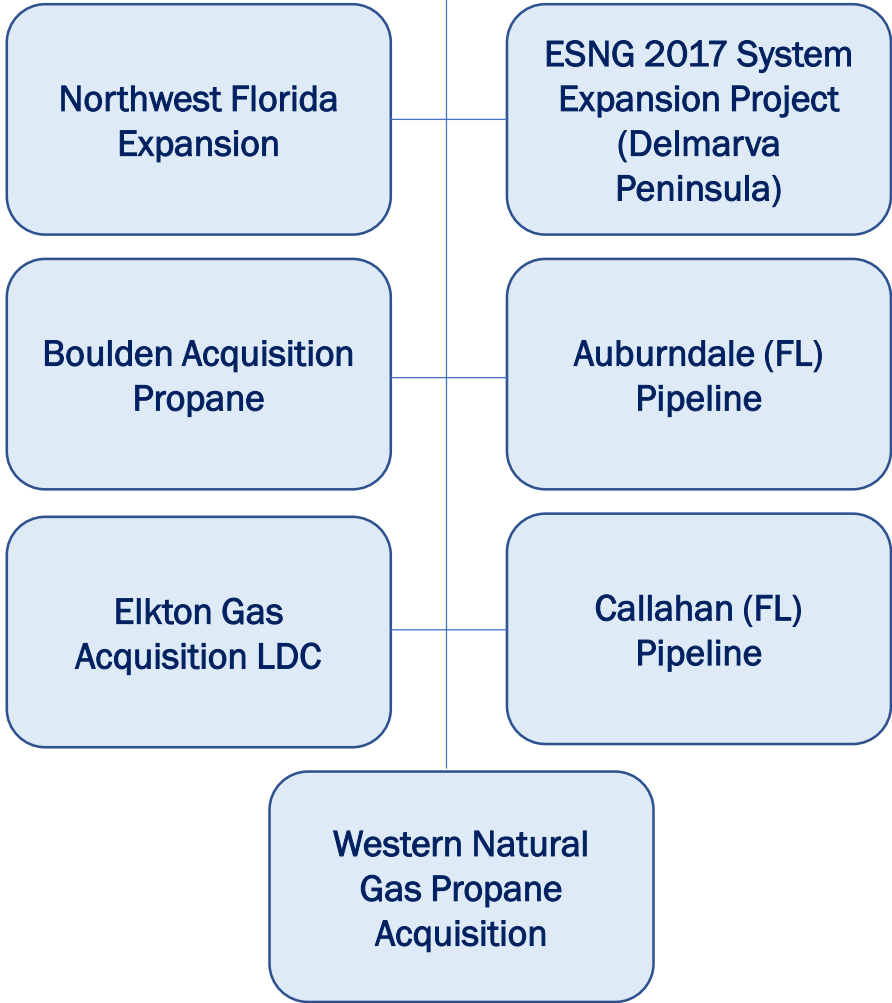 Northwest Florida
Expansion
ESNG 2017 System
Expansion Project
(Delmarva
Peninsula)
Boulden Acquisition
Propane
Auburndale (FL)
Pipeline
Elkton Gas
Acquisition LDC
Callahan (FL)
Pipeline
Western Natural
Gas Propane
Acquisition